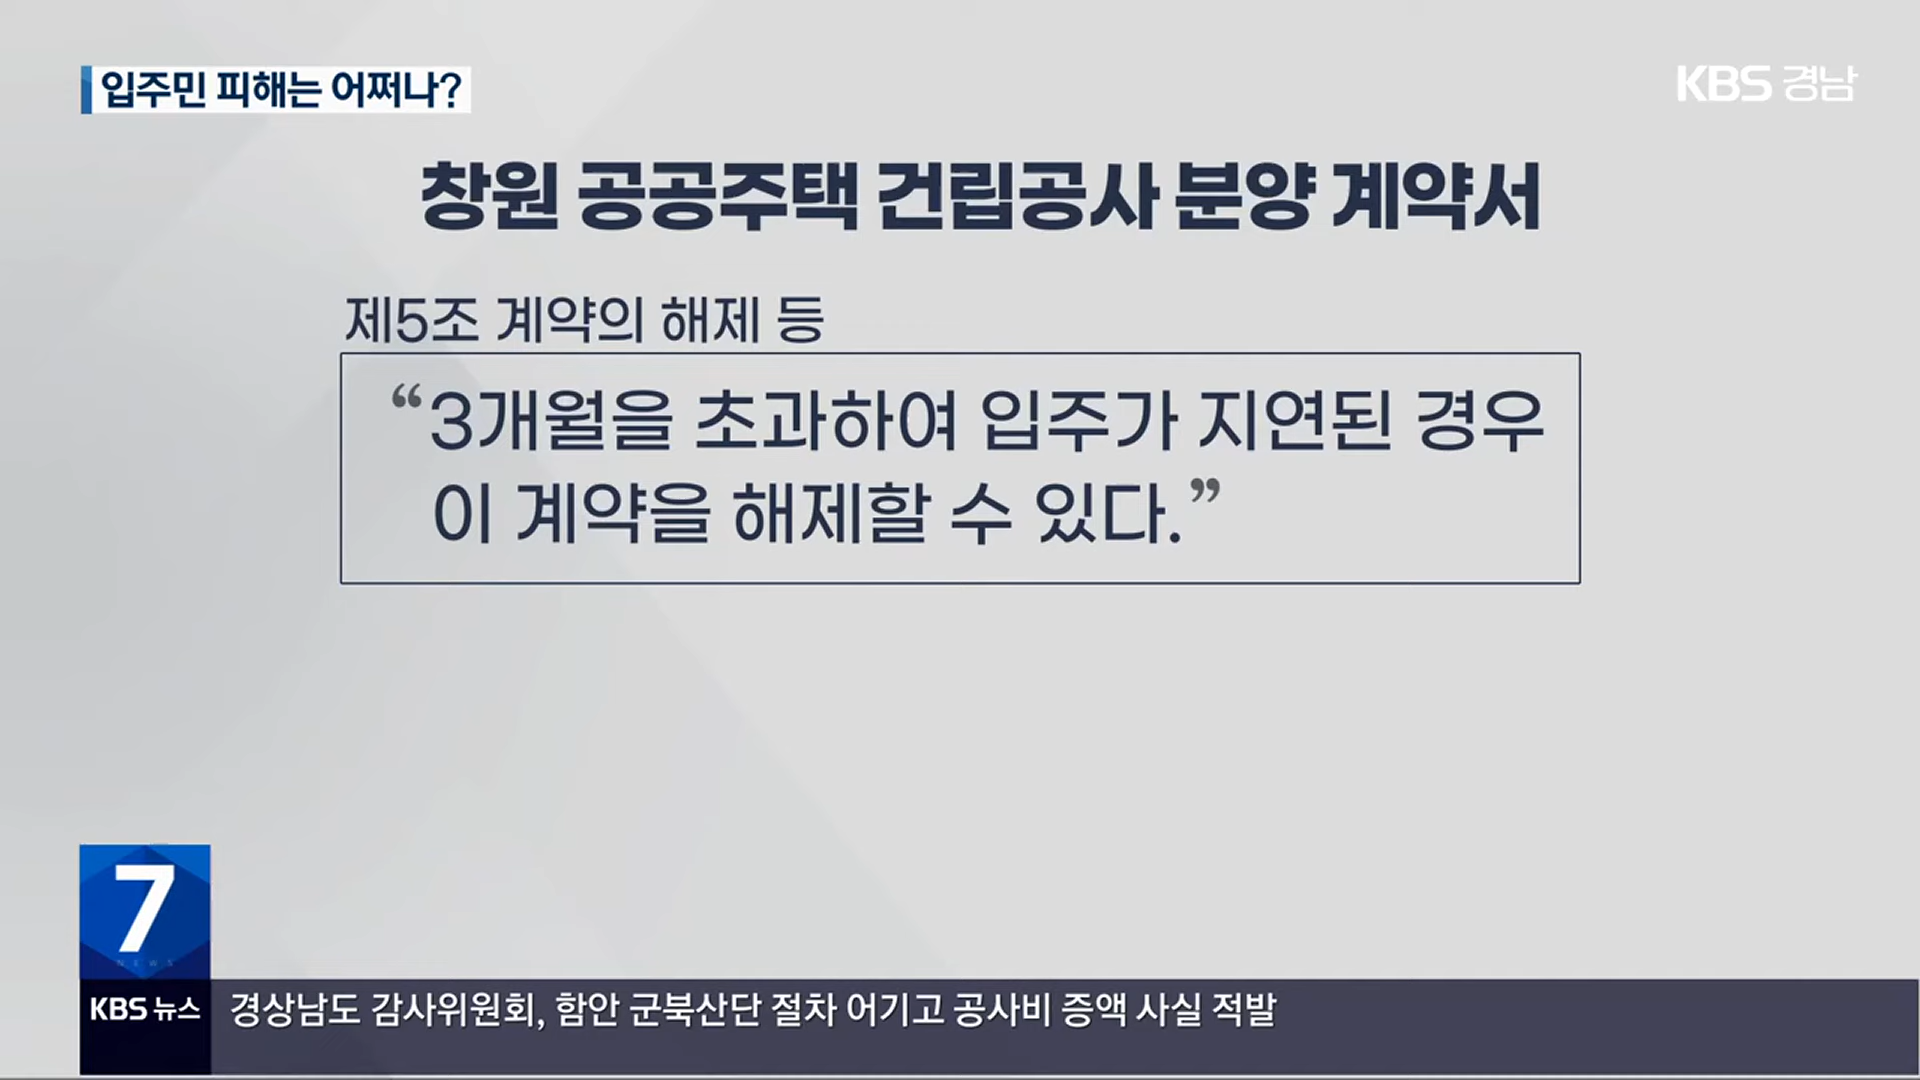 입주민 피해는 어쩌나?
KBS 경남
창원 공공주택 건립공사 분양 계약서
제5조 계약의 해제 등
“3개월을 초과하여 입주가 지연된 경우
이 계약을 해제할 수 있다.”
7
NEWS
KBS 뉴스
경상남도 감사위원회, 함안 군북산단 절차 어기고 공사비 증액 사실 적발